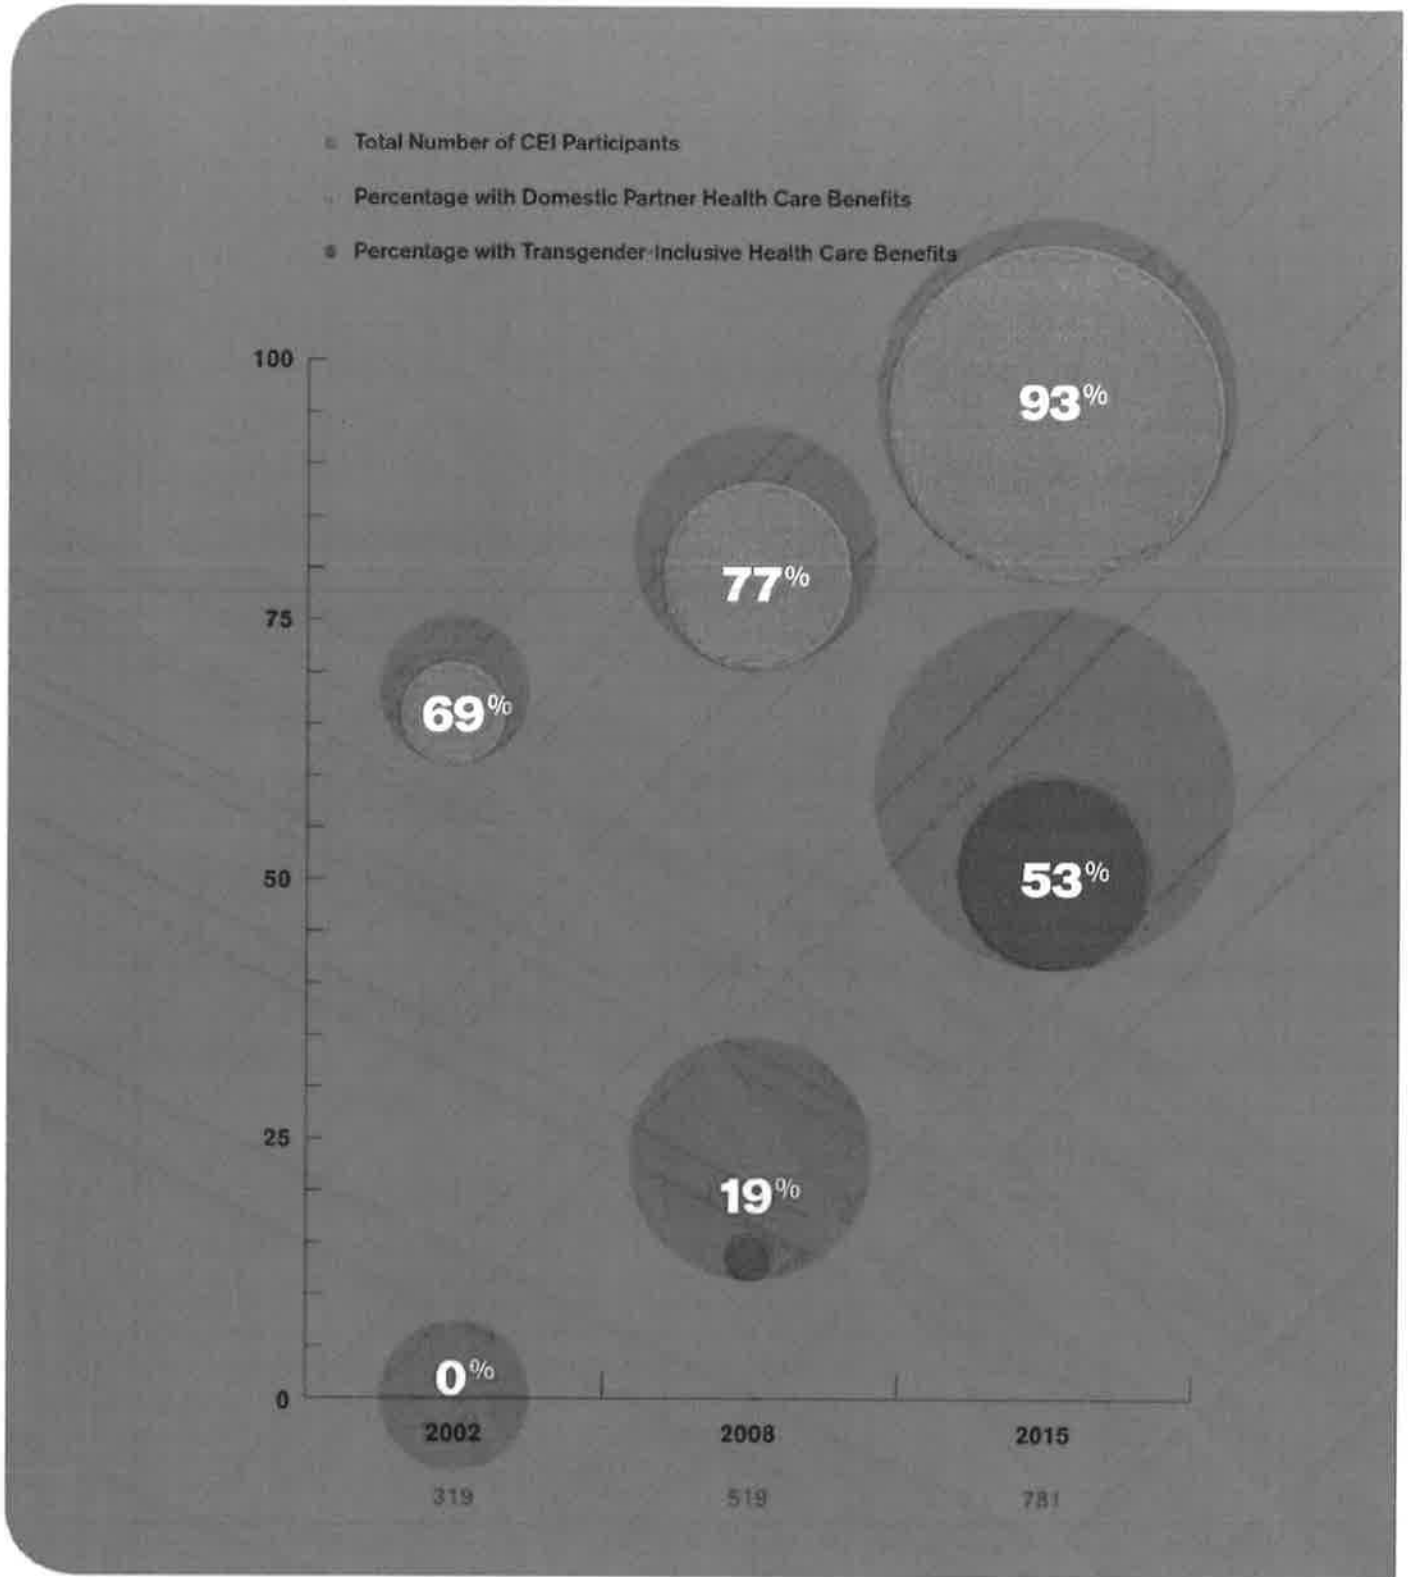 Total Number of CEI Participants
Percentage with Domestic Partner Health Care Benefits
Percentage with Transgender-Inclusive Health Care Benefits
100
93%
77%
75
69%
53%
50
25
19%
0%
0
2002 2008 2015
319 519 781